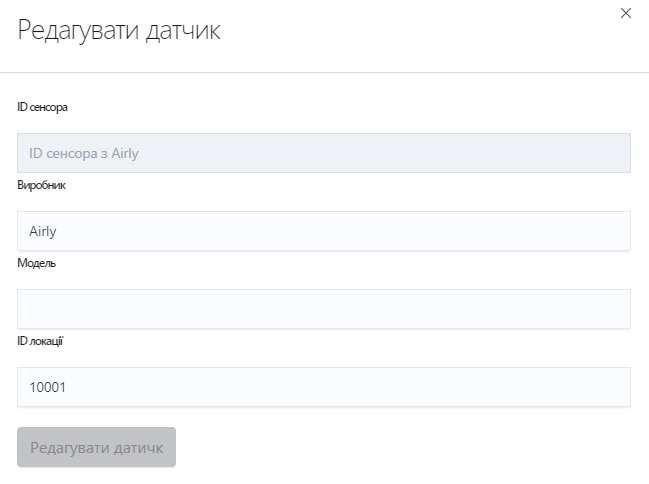 Редагувати датчик
ID сенсора
ID сенсора з Airly
Виробник
Airly
Модель
ID локації
10001
Редагувати датичк